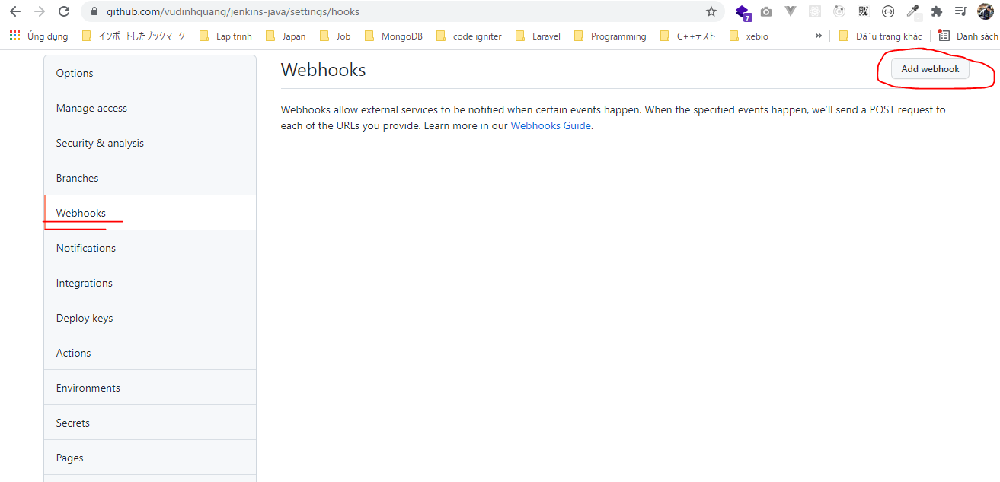 github.com/vudinhquang/jenkins-java/settings/hooks
7
Ứng dụng インポートしたブックマーク Lap trinh Japan Job MongoDB code igniter Laravel Programming C++テスト xebio » Dấu trang khác Danh sách
Options
Manage access
Security & analysis
Branches
Webhooks
Notifications
Integrations
Deploy keys
Actions
Environments
Secrets
Pages
Webhooks
Add webhook
Webhooks allow external services to be notified when certain events happen. When the specified events happen, we'll send a POST request to
each of the URLs you provide. Learn more in our Webhooks Guide.